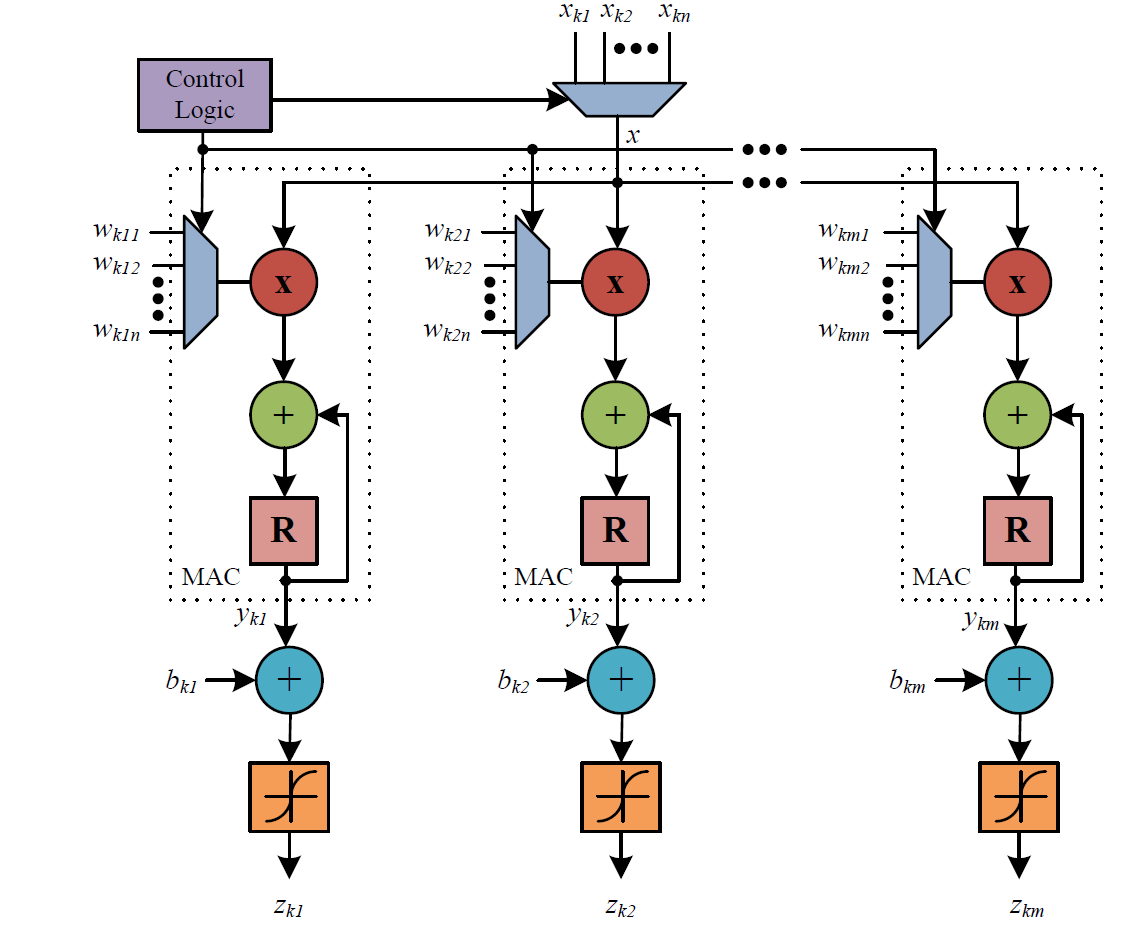 x_k1 x_k2 x_kn
Control
Logic
x
w_k11 w_k21 w_km1
w_k12 w_k22 w_km2
x x x
w_k1n w_k2n w_kmn
+ + +
R R R
MAC MAC MAC
y_k1 y_k2 y_km
b_k1 + b_k2 + b_km +
z_k1 z_k2 z_km